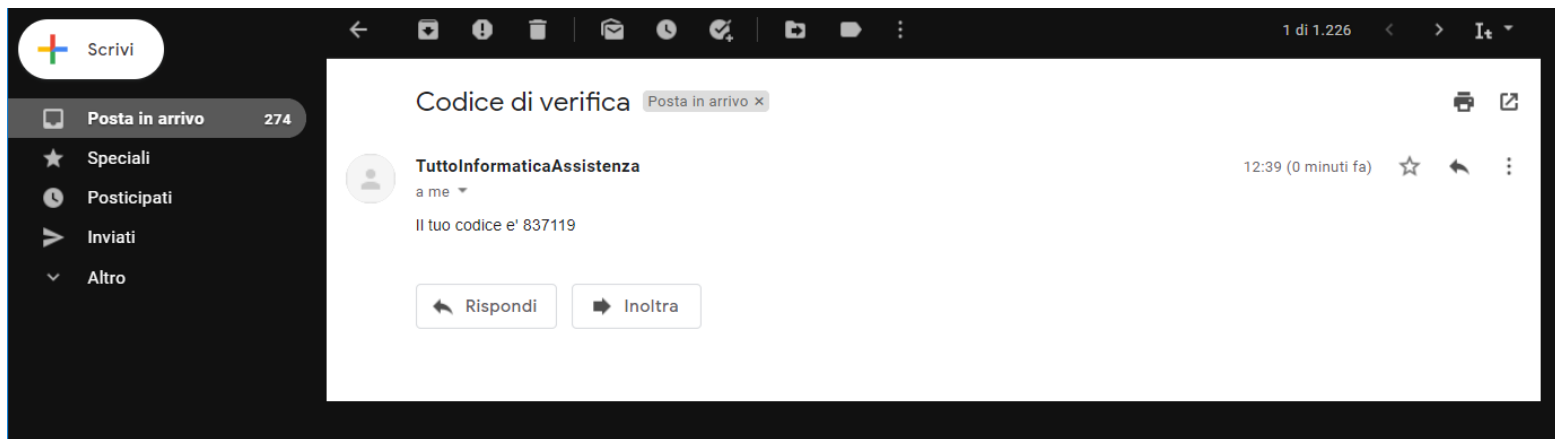 Scrivi
1 di 1.226
Posta in arrivo 274
Speciali
Posticipati
Inviati
Altro
Codice di verifica Posta in arrivo ×
TuttoInformaticaAssistenza 12:39 (0 minuti fa)
a me
Il tuo codice e' 837119
Rispondi Inoltra